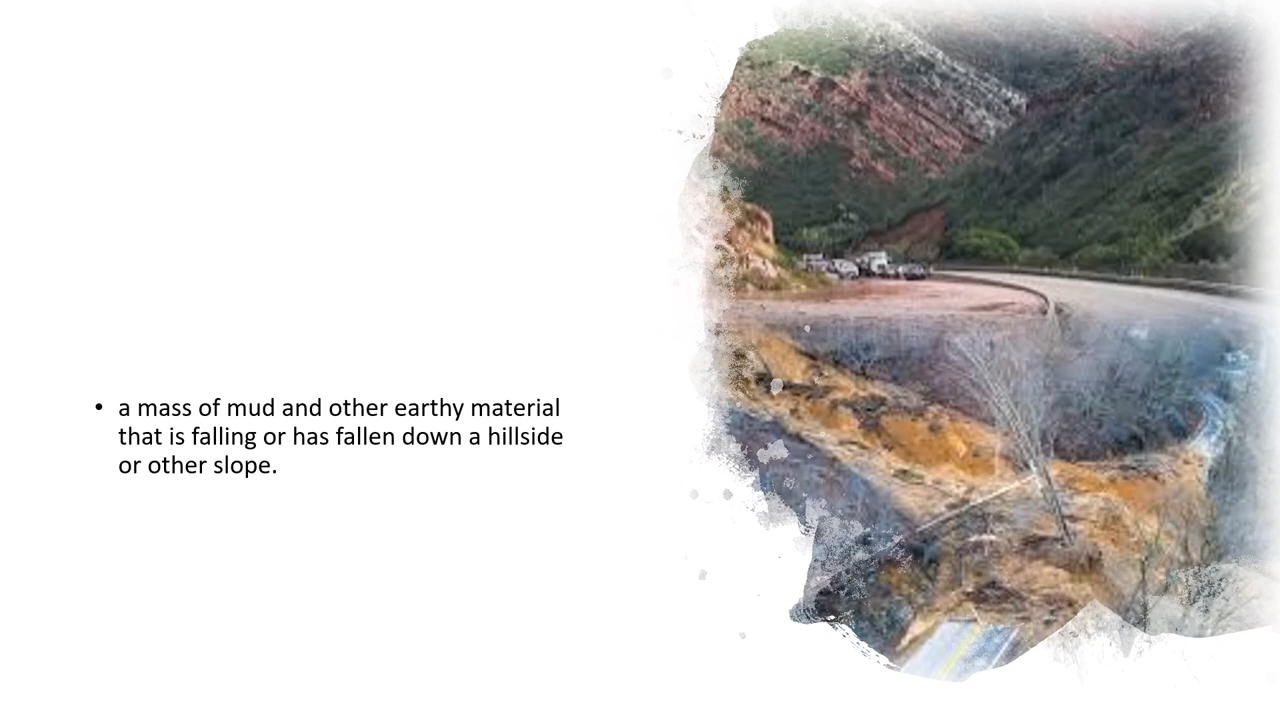 • a mass of mud and other earthy material
that is falling or has fallen down a hillside
or other slope.